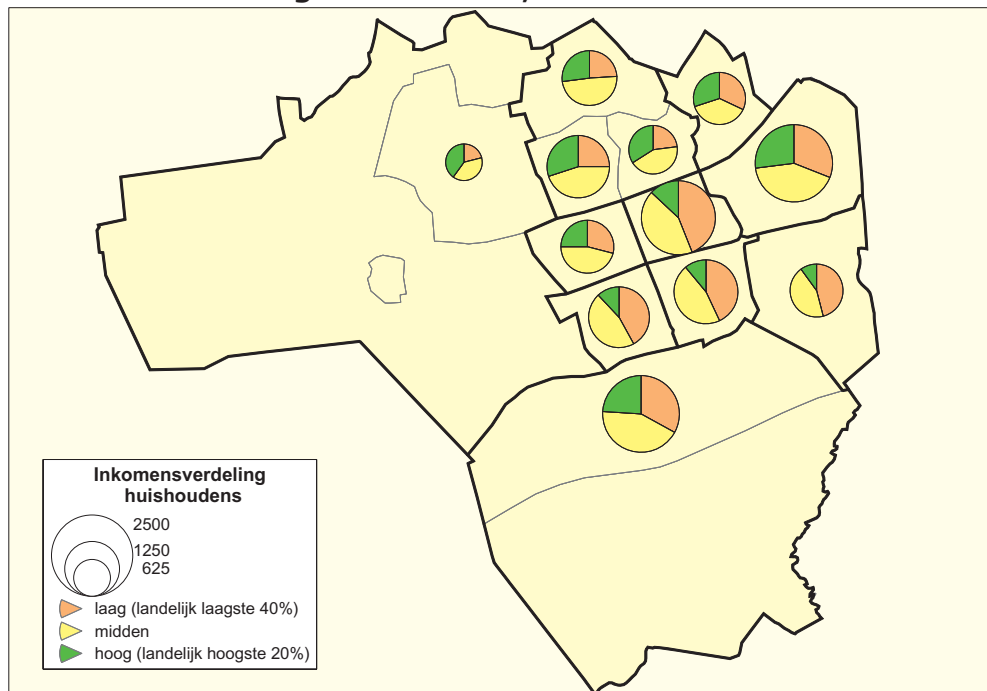 Inkomensverdeling
huishoudens
2500
1250
625
laag (landelijk laagste 40%)
midden
hoog (landelijk hoogste 20%)